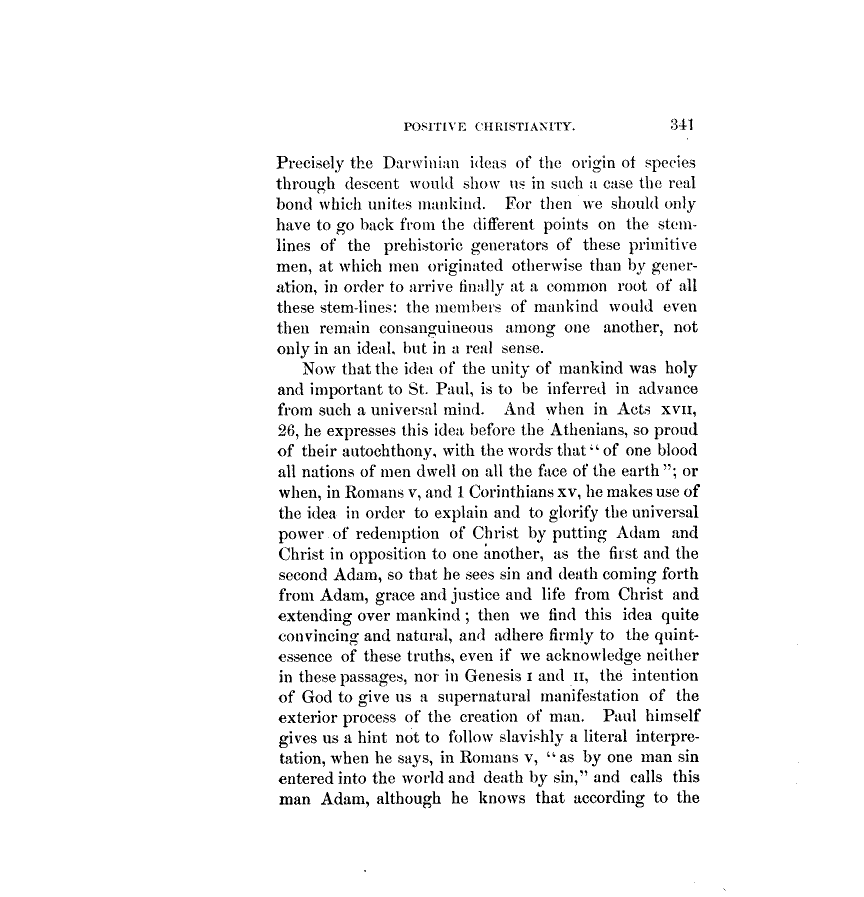 POSITIVE CHRISTIANITY. 341
Precisely the Darwinian ideas of the origin of species
through descent would show us in such a case the real
bond which unites mankind. For then we should only
have to go back from the different points on the stem-
lines of the prehistoric generators of these primitive
men, at which men originated otherwise than by gener-
ation, in order to arrive finally at a common root of all
these stem-lines: the members of mankind would even
then remain consanguineous among one another, not
only in an ideal, but in a real sense.
Now that the idea of the unity of mankind was holy
and important to St. Paul, is to be inferred in advance
from such a universal mind. And when in Acts XVII,
26, he expresses this idea before the Athenians, so proud
of their autochthony, with the words that “of one blood
all nations of men dwell on all the face of the earth”; or
when, in Romans V, and 1 Corinthians XV, he makes use of
the idea in order to explain and to glorify the universal
power of redemption of Christ by putting Adam and
Christ in opposition to one another, as the first and the
second Adam, so that he sees sin and death coming forth
from Adam, grace and justice and life from Christ and
extending over mankind; then we find this idea quite
convincing and natural, and adhere firmly to the quint-
essence of these truths, even if we acknowledge neither
in these passages, nor in Genesis I and II, the intention
of God to give us a supernatural manifestation of the
exterior process of the creation of man. Paul himself
gives us a hint not to follow slavishly a literal interpre-
tation, when he says, in Romans V, “as by one man sin
entered into the world and death by sin,” and calls this
man Adam, although he knows that according to the